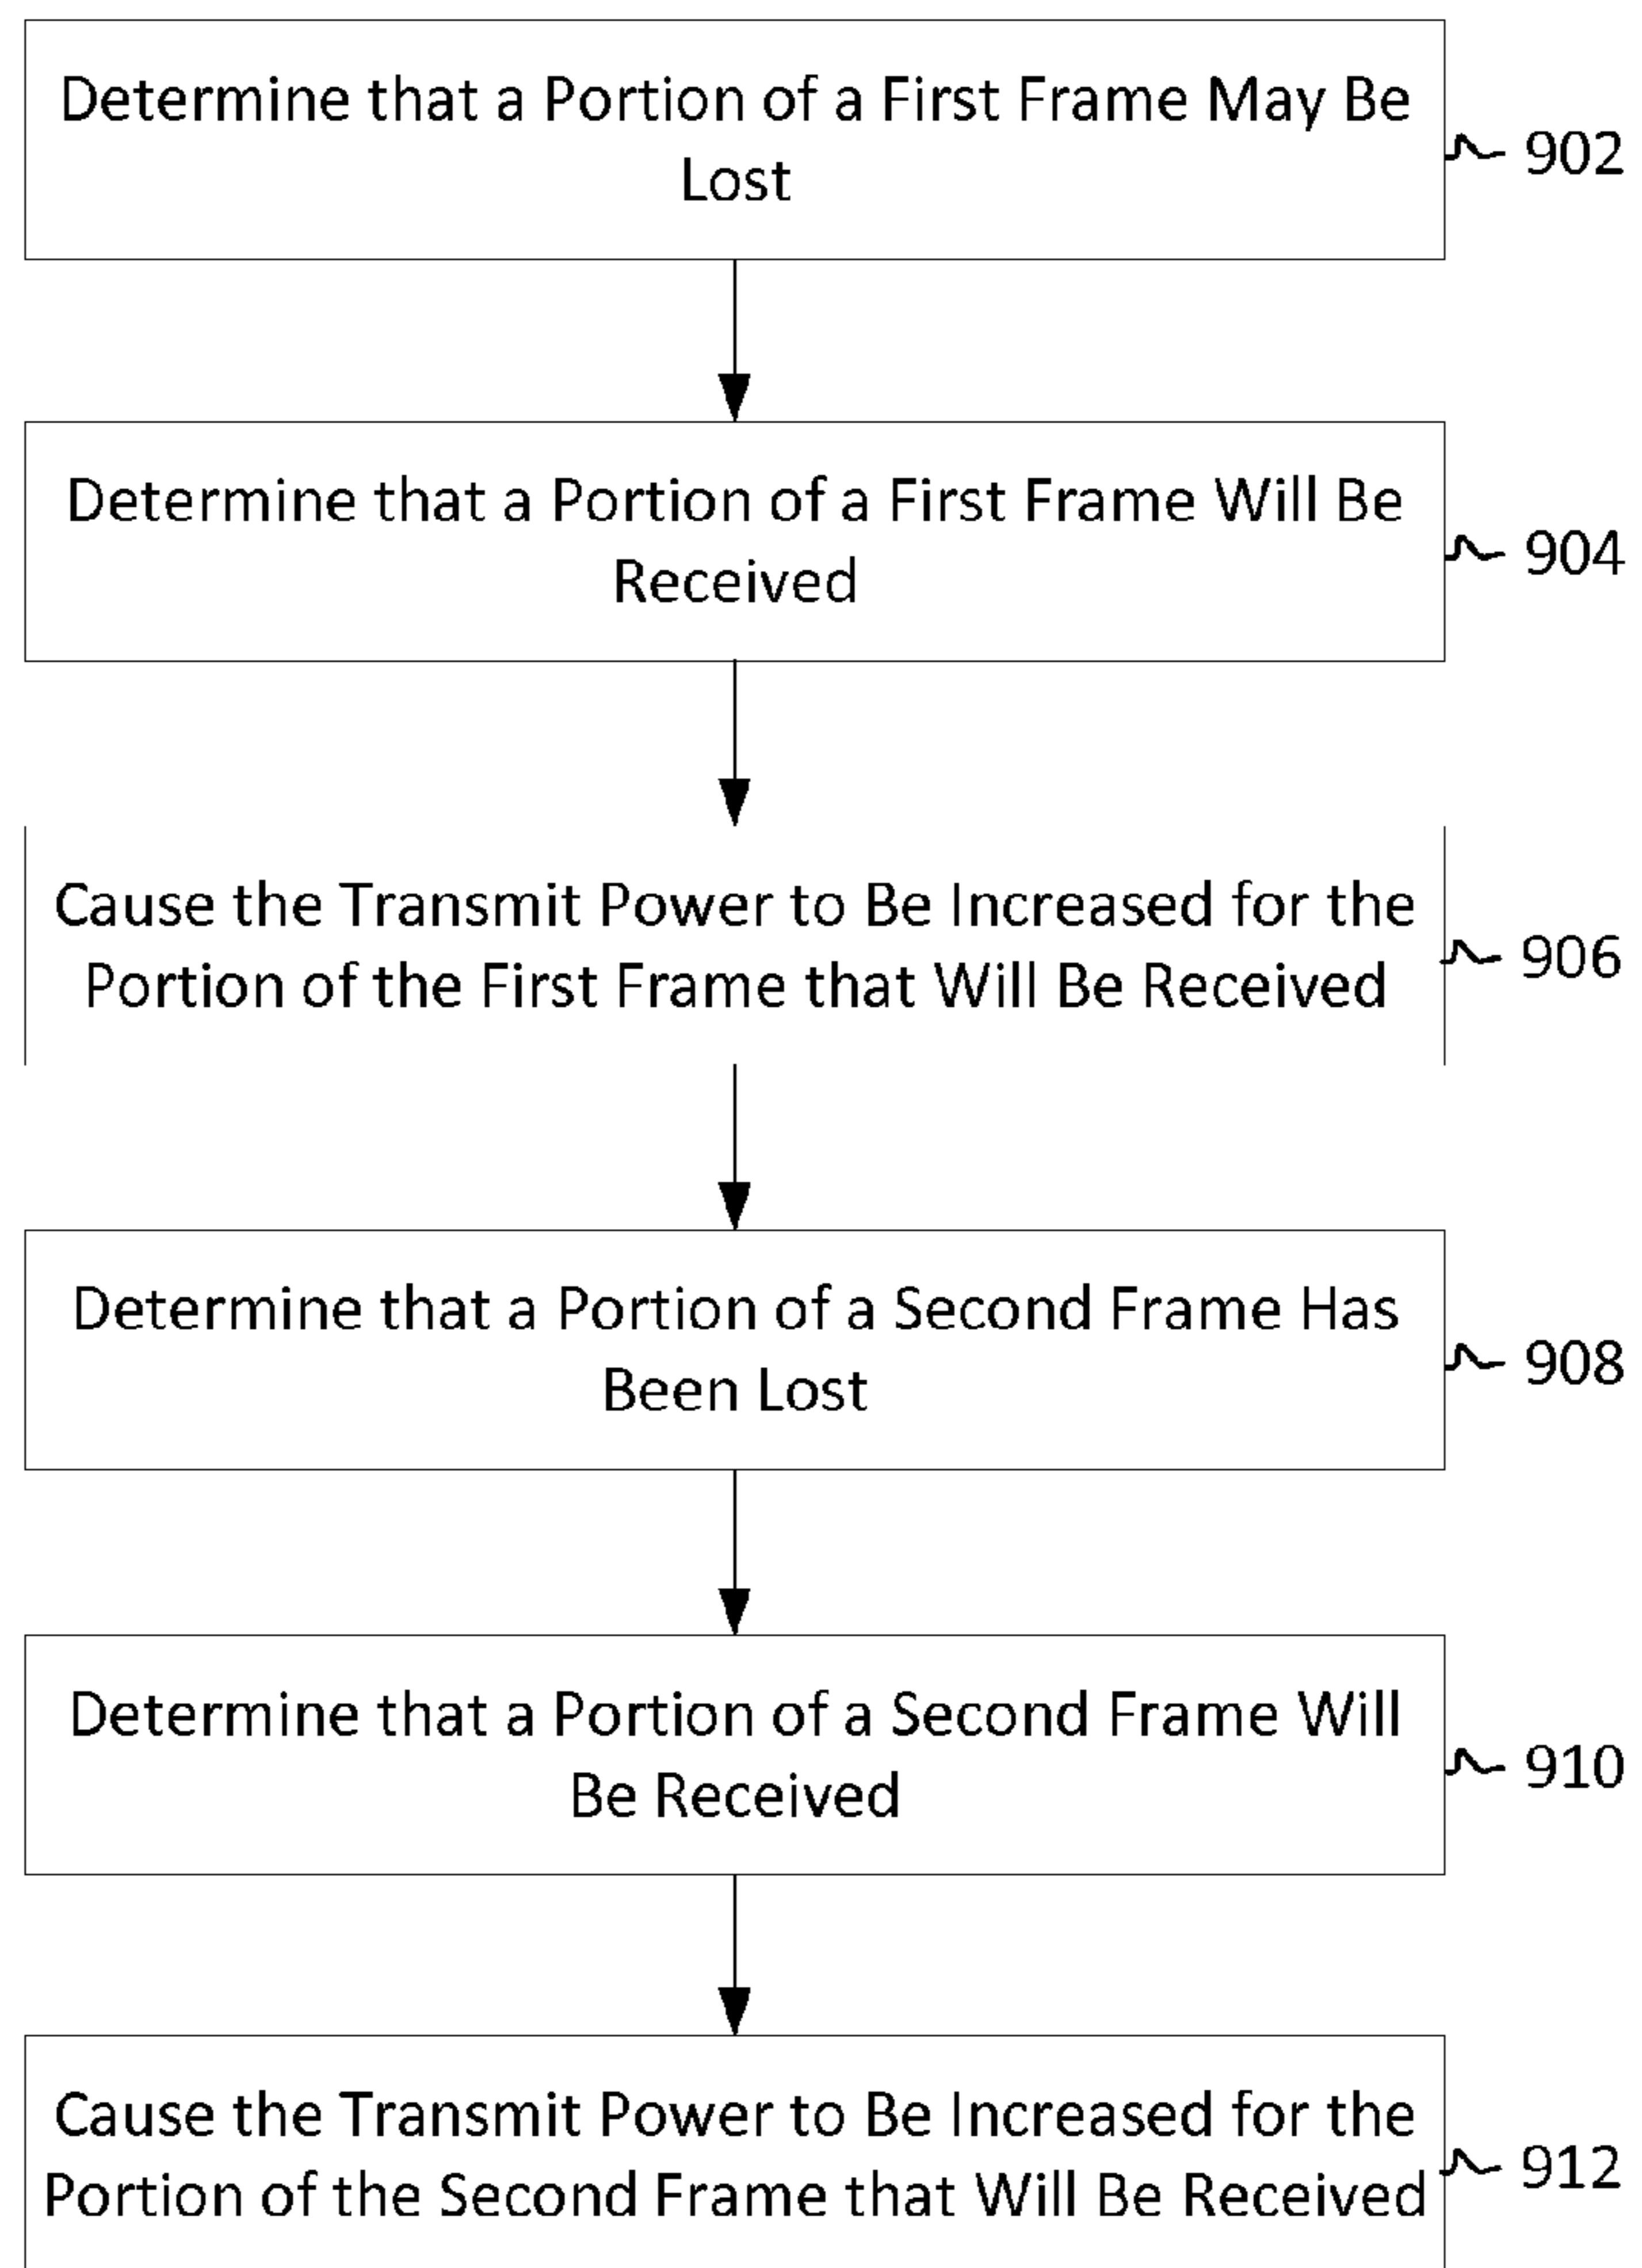 Determine that a Portion of a First Frame May Be
Lost
902
Determine that a Portion of a First Frame Will Be
Received
904
Cause the Transmit Power to Be Increased for the
Portion of the First Frame that Will Be Received
906
Determine that a Portion of a Second Frame Has
Been Lost
908
Determine that a Portion of a Second Frame Will
Be Received
910
Cause the Transmit Power to Be Increased for the
Portion of the Second Frame that Will Be Received
912